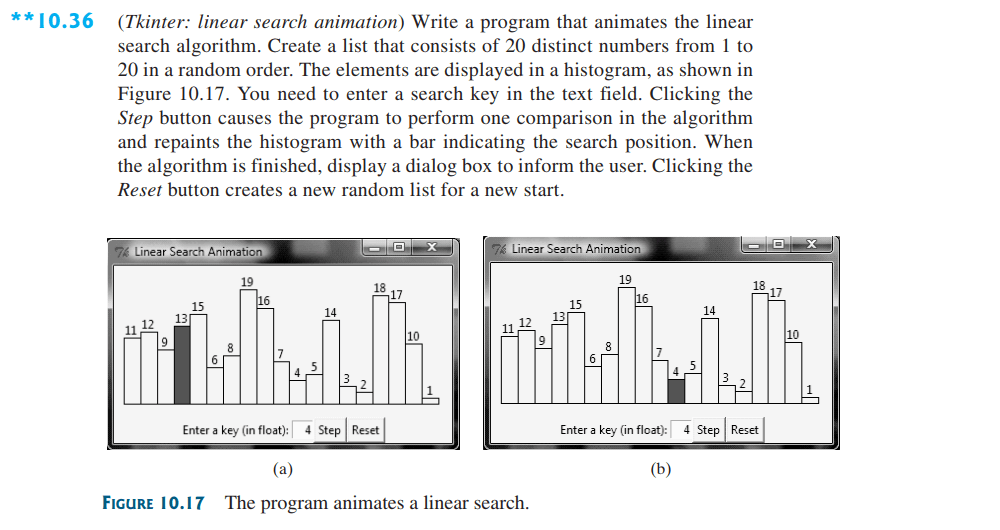 **10.36 (Tkinter: linear search animation) Write a program that animates the linear
search algorithm. Create a list that consists of 20 distinct numbers from 1 to
20 in a random order. The elements are displayed in a histogram, as shown in
Figure 10.17. You need to enter a search key in the text field. Clicking the
Step button causes the program to perform one comparison in the algorithm
and repaints the histogram with a bar indicating the search position. When
the algorithm is finished, display a dialog box to inform the user. Clicking the
Reset button creates a new random list for a new start.
Linear Search Animation
11 12 9 13 15 6 8 19 16 7 4 5 14 3 2 18 17 10 1
Enter a key (in float): 4 Step Reset
(a)
Linear Search Animation
11 12 9 13 15 6 8 19 16 7 4 5 14 3 2 18 17 10 1
Enter a key (in float): 4 Step Reset
(b)
FIGURE 10.17 The program animates a linear search.